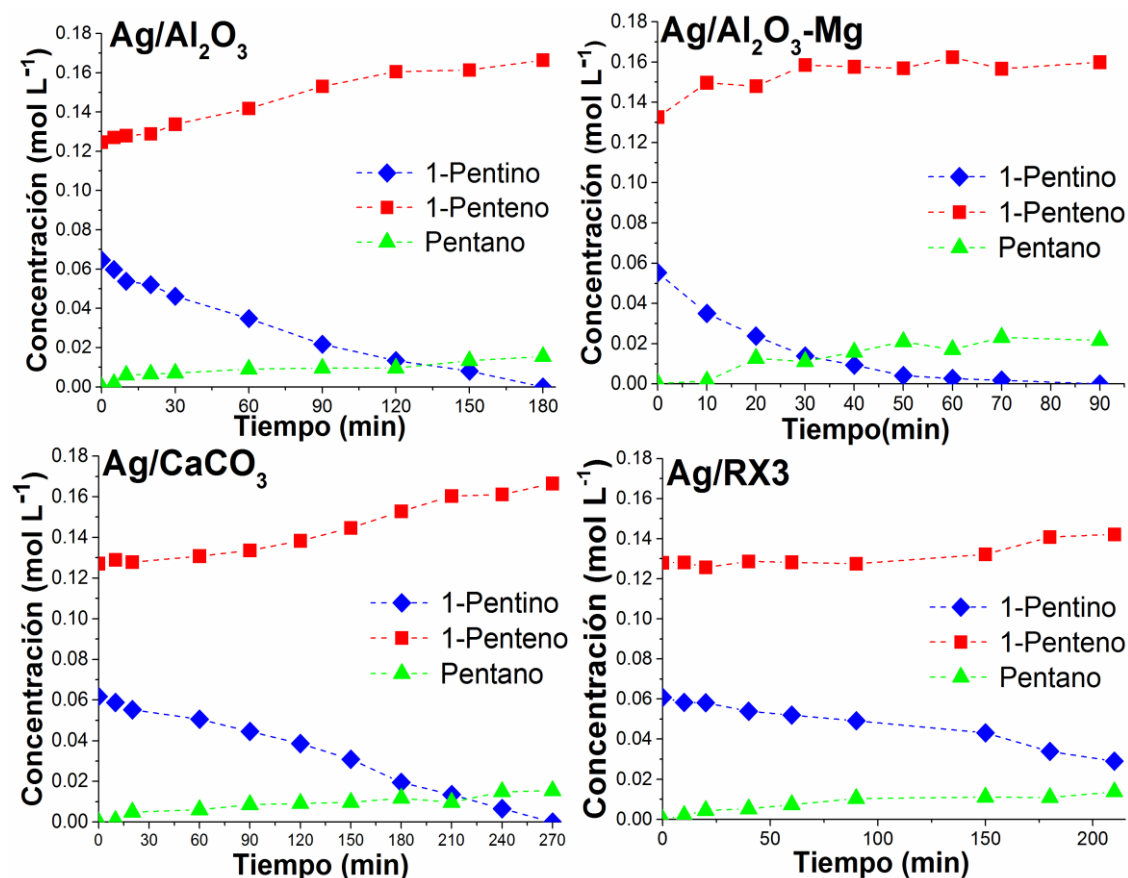 Ag/Al₂O₃
Concentración (mol L⁻¹)
0.18
0.16
0.14
0.12
0.10
0.08
0.06
0.04
0.02
0.00
1-Pentino
1-Penteno
Pentano
0 30 60 90 120 150 180
Tiempo (min)
Ag/Al₂O₃-Mg
Concentración (mol L⁻¹)
0.18
0.16
0.14
0.12
0.10
0.08
0.06
0.04
0.02
0.00
1-Pentino
1-Penteno
Pentano
0 10 20 30 40 50 60 70 80 90
Tiempo(min)
Ag/CaCO₃
Concentración (mol L⁻¹)
0.18
0.16
0.14
0.12
0.10
0.08
0.06
0.04
0.02
0.00
1-Pentino
1-Penteno
Pentano
0 30 60 90 120 150 180 210 240 270
Tiempo (min)
Ag/RX3
Concentración (mol L⁻¹)
0.18
0.16
0.14
0.12
0.10
0.08
0.06
0.04
0.02
0.00
1-Pentino
1-Penteno
Pentano
0 50 100 150 200
Tiempo (min)